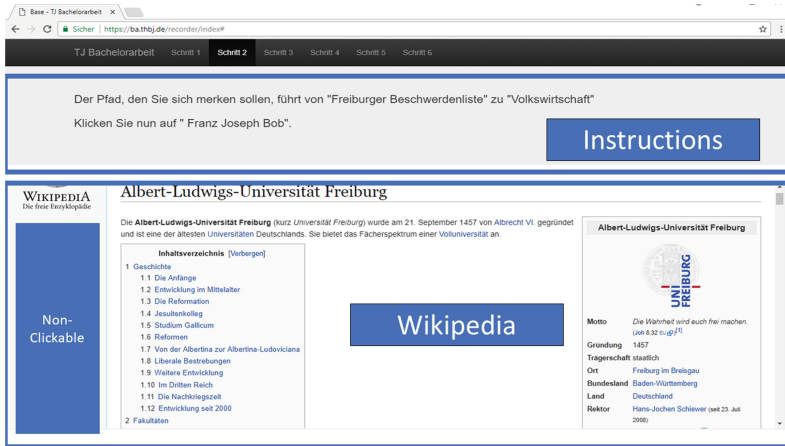 Base - TJ Bachelorarbeit
Sicher | https://ba.thbj.de/recorder/index#
TJ Bachelorarbeit Schritt 1 Schritt 2 Schritt 3 Schritt 4 Schritt 5 Schritt 6
Der Pfad, den Sie sich merken sollen, führt von "Freiburger Beschwerdenliste" zu "Volkswirtschaft"
Klicken Sie nun auf " Franz Joseph Bob".
Instructions
WIKIPEDIA
Die freie Enzyklopädie
Non-
Clickable
Albert-Ludwigs-Universität Freiburg
Die Albert-Ludwigs-Universität Freiburg (kurz Universität Freiburg) wurde am 21. September 1457 von Albrecht VI. gegründet
und ist eine der ältesten Universitäten Deutschlands. Sie bietet das Fächerspektrum einer Volluniversität an.
Inhaltsverzeichnis [Verbergen]
1 Geschichte
1.1 Die Anfänge
1.2 Entwicklung im Mittelalter
1.3 Die Reformation
1.4 Jesuitenkolleg
1.5 Studium Gallicum
1.6 Reformen
1.7 Von der Albertina zur Albertina-Ludoviciana
1.8 Liberale Bestrebungen
1.9 Weitere Entwicklung
1.10 Im Dritten Reich
1.11 Die Nachkriegszeit
1.12 Entwicklung seit 2000
2 Fakultäten
Wikipedia
Albert-Ludwigs-Universität Freiburg
UNI
FREIBURG
Motto Die Wahrheit wird euch frei machen.
(Joh 8,32 EU)[1]
Gründung 1457
Trägerschaft staatlich
Ort Freiburg im Breisgau
Bundesland Baden-Württemberg
Land Deutschland
Rektor Hans-Jochen Schiewer (seit 23. Juli
2008)